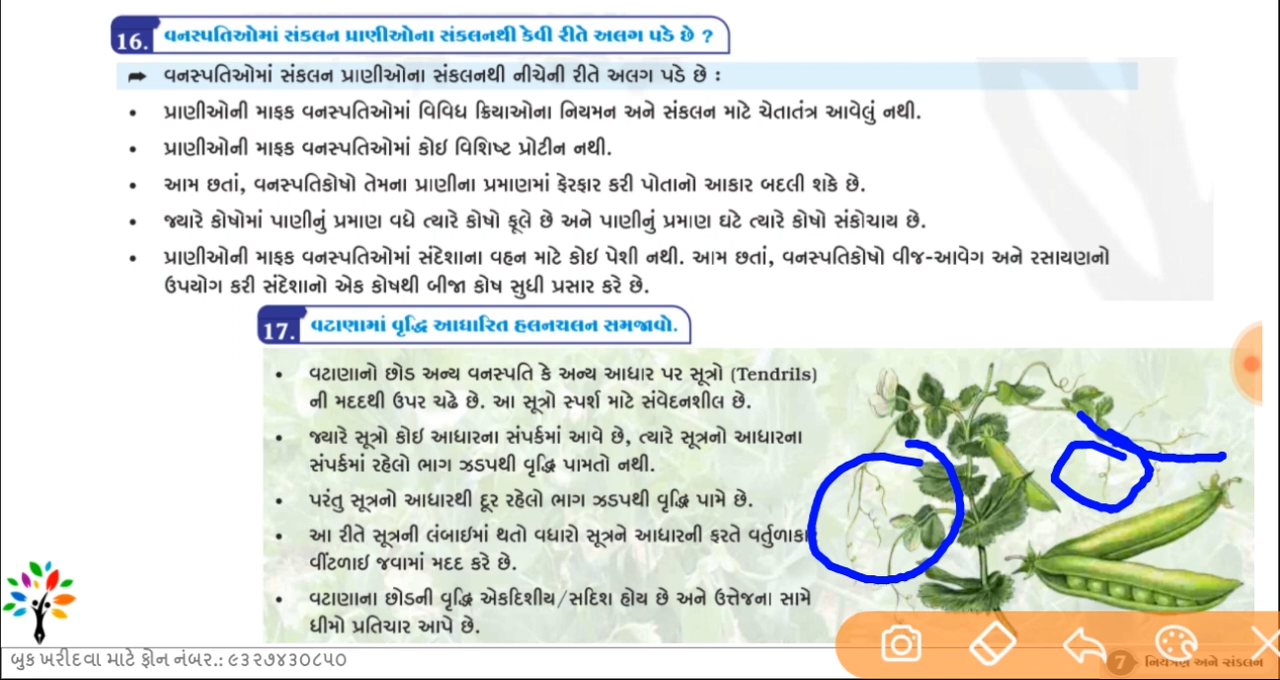 16. વનસ્પતિઓમાં સંકલન પ્રાણીઓના સંકલનથી કેવી રીતે અલગ પડે છે ?
➡ વનસ્પતિઓમાં સંકલન પ્રાણીઓના સંકલનથી નીચેની રીતે અલગ પડે છે :
• પ્રાણીઓની માફક વનસ્પતિઓમાં વિવિધ ક્રિયાઓના નિયમન અને સંકલન માટે ચેતાતંત્ર આવેલું નથી.
• પ્રાણીઓની માફક વનસ્પતિઓમાં કોઈ વિશિષ્ટ પ્રોટીન નથી.
• આમ છતાં, વનસ્પતિકોષો તેમના પ્રાણીના પ્રમાણમાં ફેરફાર કરી પોતાનો આકાર બદલી શકે છે.
• જ્યારે કોષોમાં પાણીનું પ્રમાણ વધે ત્યારે કોષો ફૂલે છે અને પાણીનું પ્રમાણ ઘટે ત્યારે કોષો સંકોચાય છે.
• પ્રાણીઓની માફક વનસ્પતિઓમાં સંદેશાના વહન માટે કોઈ પેશી નથી. આમ છતાં, વનસ્પતિકોષો વીજ-આવેગ અને રસાયણનો
ઉપયોગ કરી સંદેશાનો એક કોષથી બીજા કોષ સુધી પ્રસાર કરે છે.
17. વટાણામાં વૃદ્ધિ આધારિત હલનચલન સમજાવો.
• વટાણાનો છોડ અન્ય વનસ્પતિ કે અન્ય આધાર પર સૂત્રો (Tendrils)
ની મદદથી ઉપર ચઢે છે. આ સૂત્રો સ્પર્શ માટે સંવેદનશીલ છે.
• જ્યારે સૂત્રો કોઈ આધારના સંપર્કમાં આવે છે, ત્યારે સૂત્રનો આધારના
સંપર્કમાં રહેલો ભાગ ઝડપથી વૃદ્ધિ પામતો નથી.
• પરંતુ સૂત્રનો આધારથી દૂર રહેલો ભાગ ઝડપથી વૃદ્ધિ પામે છે.
• આ રીતે સૂત્રની લંબાઈમાં થતો વધારો સૂત્રને આધારની ફરતે
વીંટળાઈ જવામાં મદદ કરે છે.
• વટાણાના છોડની વૃદ્ધિ એકદિશીય/સદિશ હોય છે અને ઉત્તેજના સામે
ધીમો પ્રતિચાર આપે છે.
બુક ખરીદવા માટે ફોન નંબર.: ૯૩૨૭૪૩૦૮૫૦
7 નિયંત્રણ અને સંકલન